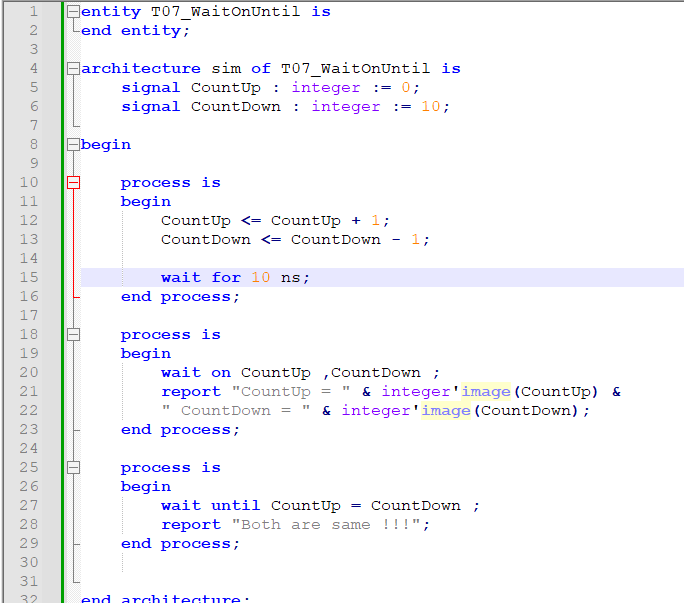 1 entity T07_WaitOnUntil is
2 end entity;
3
4 architecture sim of T07_WaitOnUntil is
5 signal CountUp : integer := 0;
6 signal CountDown : integer := 10;
7
8 begin
9
10 process is
11 begin
12 CountUp <= CountUp + 1;
13 CountDown <= CountDown - 1;
14
15 wait for 10 ns;
16 end process;
17
18 process is
19 begin
20 wait on CountUp ,CountDown ;
21 report "CountUp = " & integer'image(CountUp) &
22 " CountDown = " & integer'image(CountDown);
23 end process;
24
25 process is
26 begin
27 wait until CountUp = CountDown ;
28 report "Both are same !!!";
29 end process;
30
31
32 end architecture;